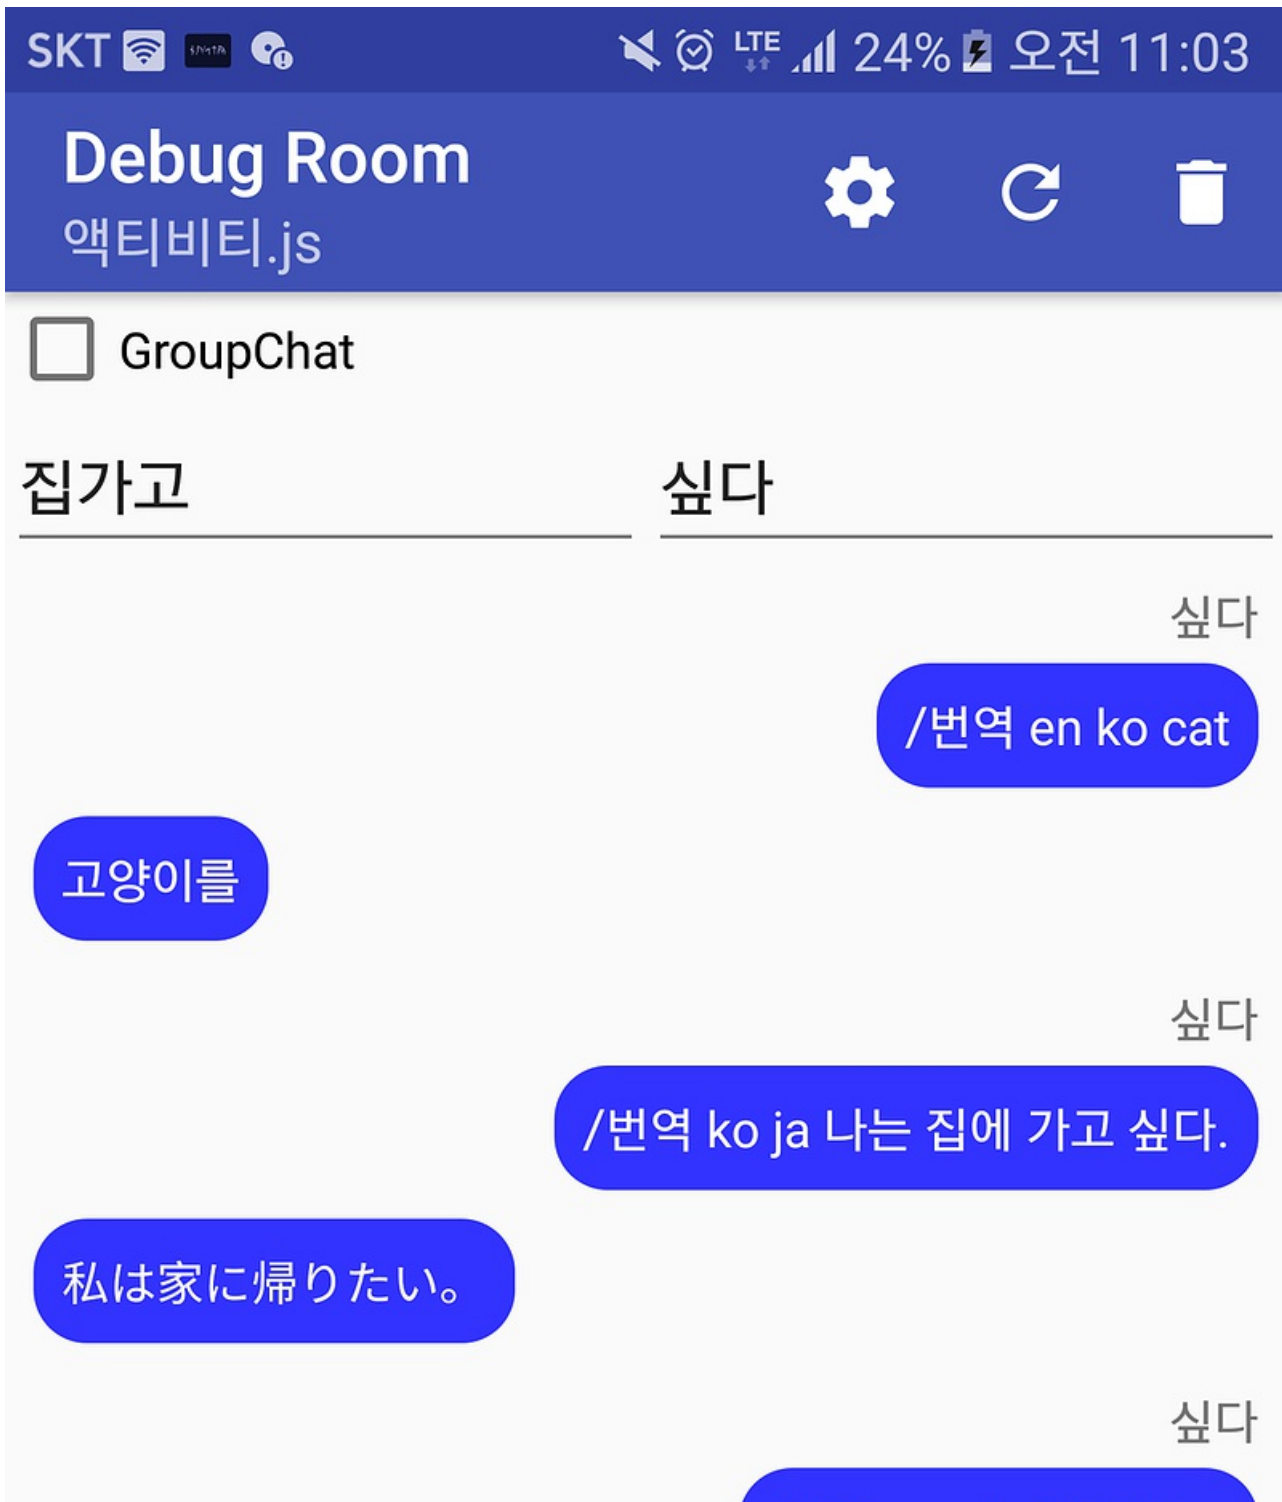 SKT LTE 24% 오전 11:03
Debug Room
액티비티.js
GroupChat
집가고 싶다
싶다
/번역 en ko cat
고양이를
싶다
/번역 ko ja 나는 집에 가고 싶다.
私は家に帰りたい。
싶다